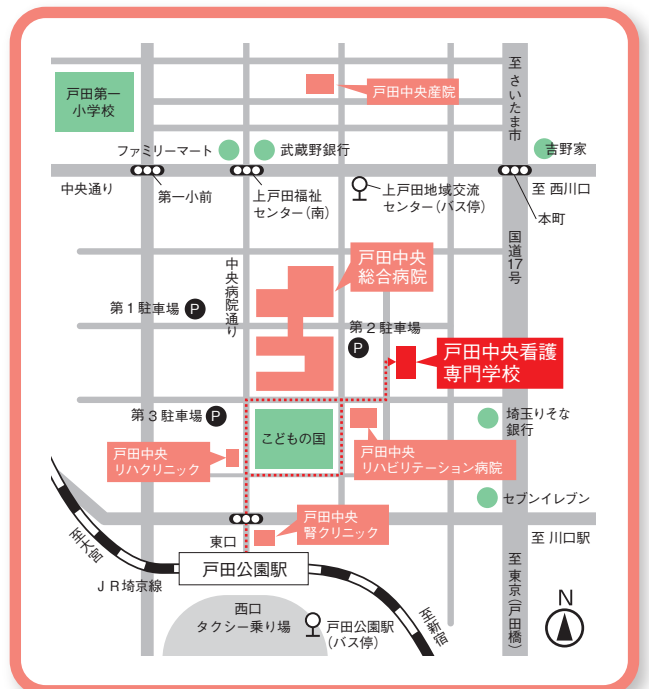 戸田第一
小学校
戸田中央産院
至さいたま市
ファミリーマート
武蔵野銀行
吉野家
中央通り
第一小前
上戸田福祉
センター(南)
上戸田地域交流
センター(バス停)
至 西川口
本町
国道17号
中央病院通り
戸田中央
総合病院
第1駐車場
P
第2駐車場
P
戸田中央看護
専門学校
第3駐車場
P
こどもの国
埼玉りそな
銀行
戸田中央
リハクリニック
戸田中央
リハビリテーション病院
セブンイレブン
戸田中央
腎クリニック
東口
至 川口駅
至大宮
戸田公園駅
JR埼京線
西口
タクシー乗り場
戸田公園駅
(バス停)
至新宿
至東京(戸田橋)
N